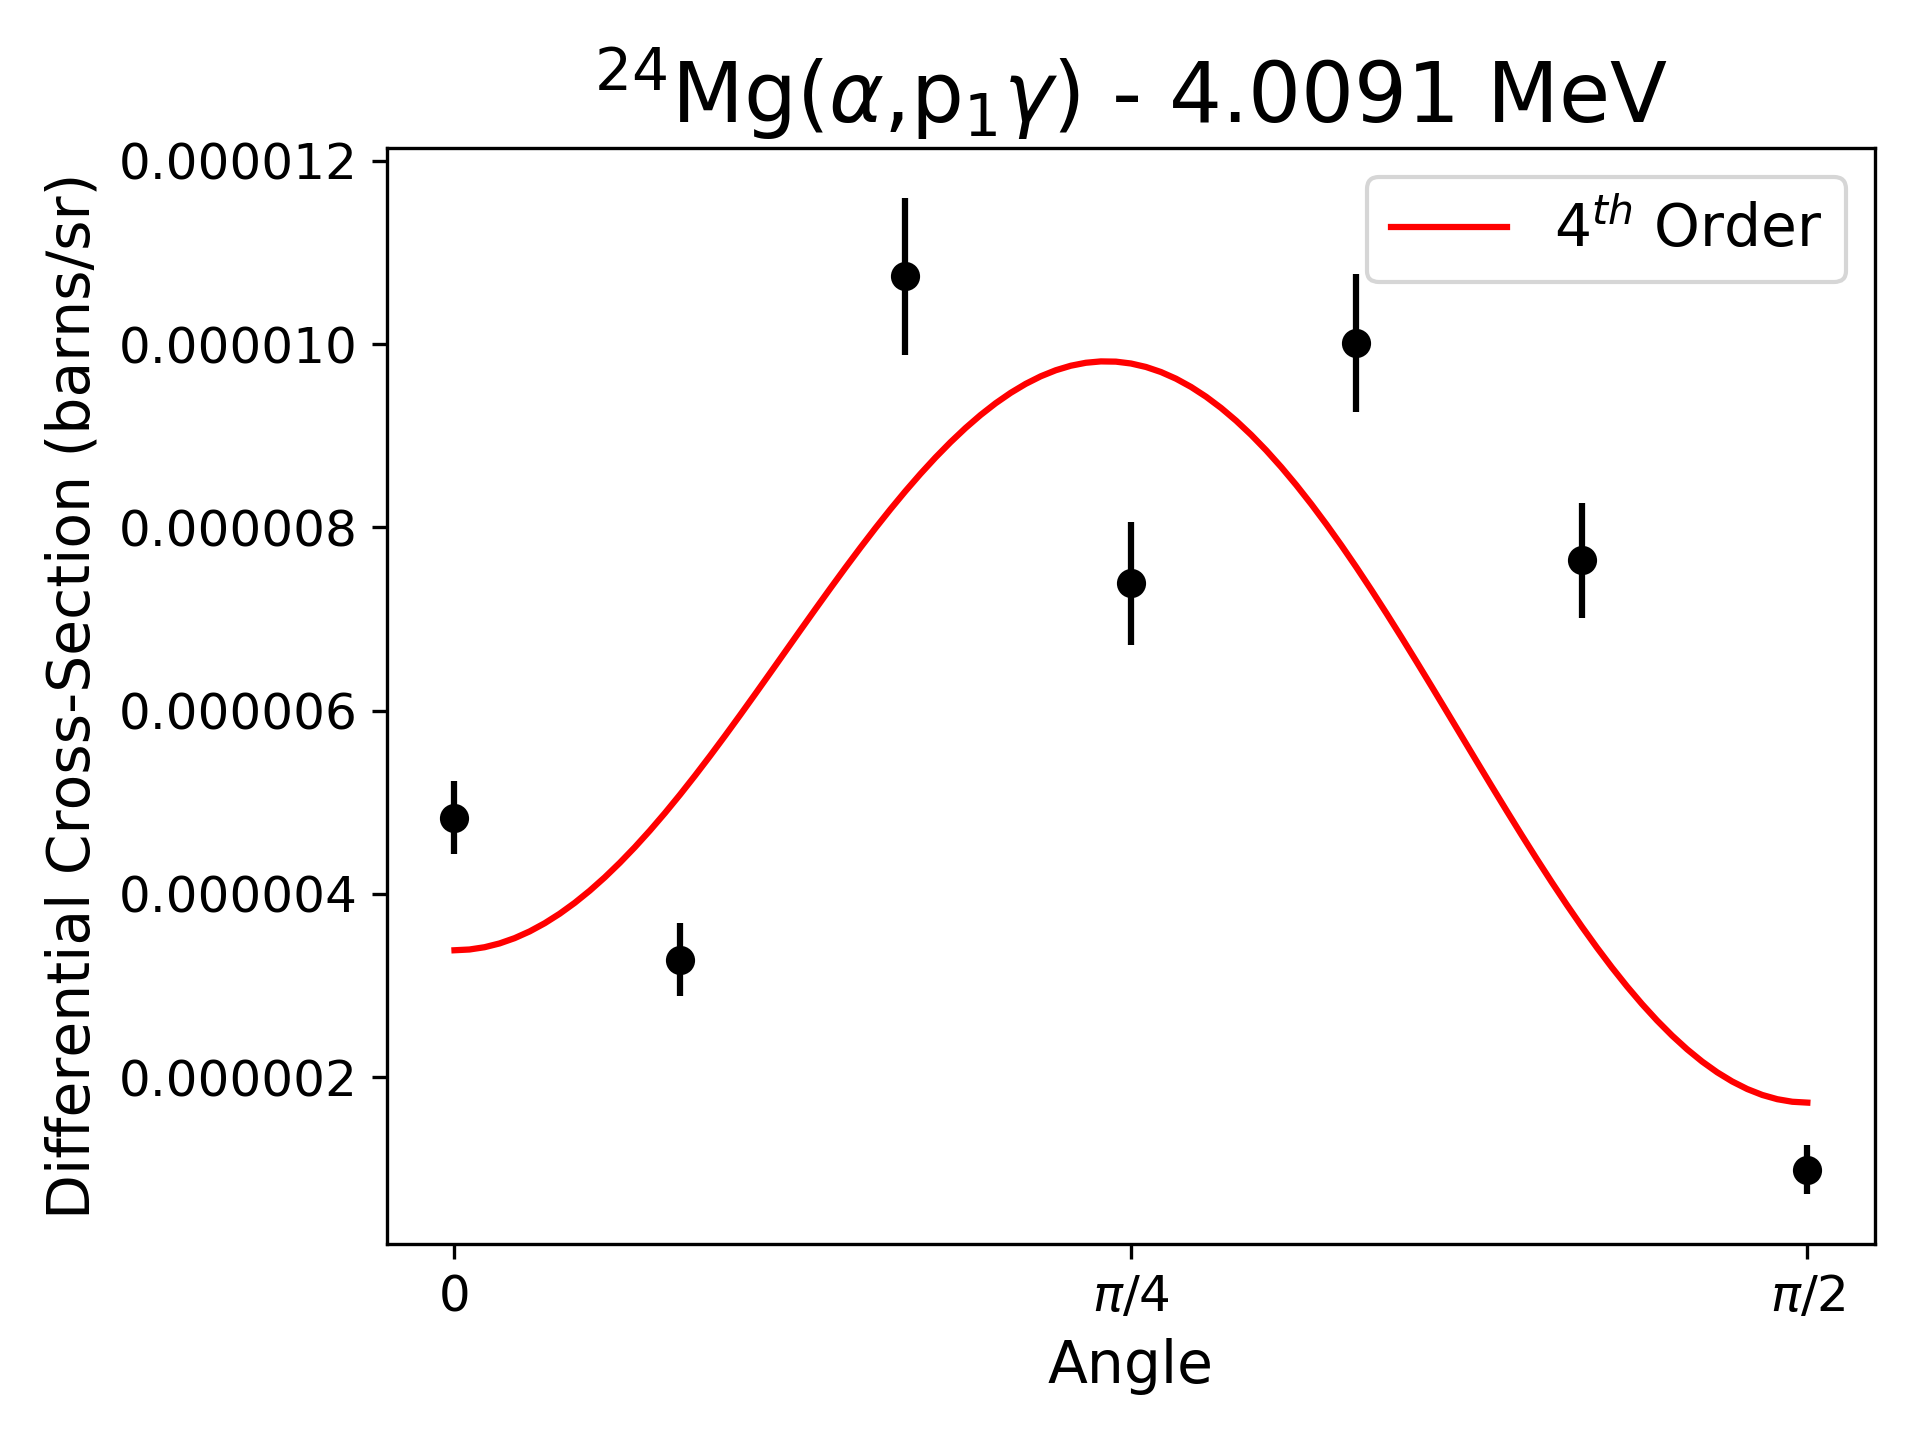 ²⁴Mg(α,p₁γ) - 4.0091 MeV
0.000012
0.000010
0.000008
0.000006
0.000004
0.000002
Differential Cross-Section (barns/sr)
4ᵗʰ Order
0
π/4
π/2
Angle